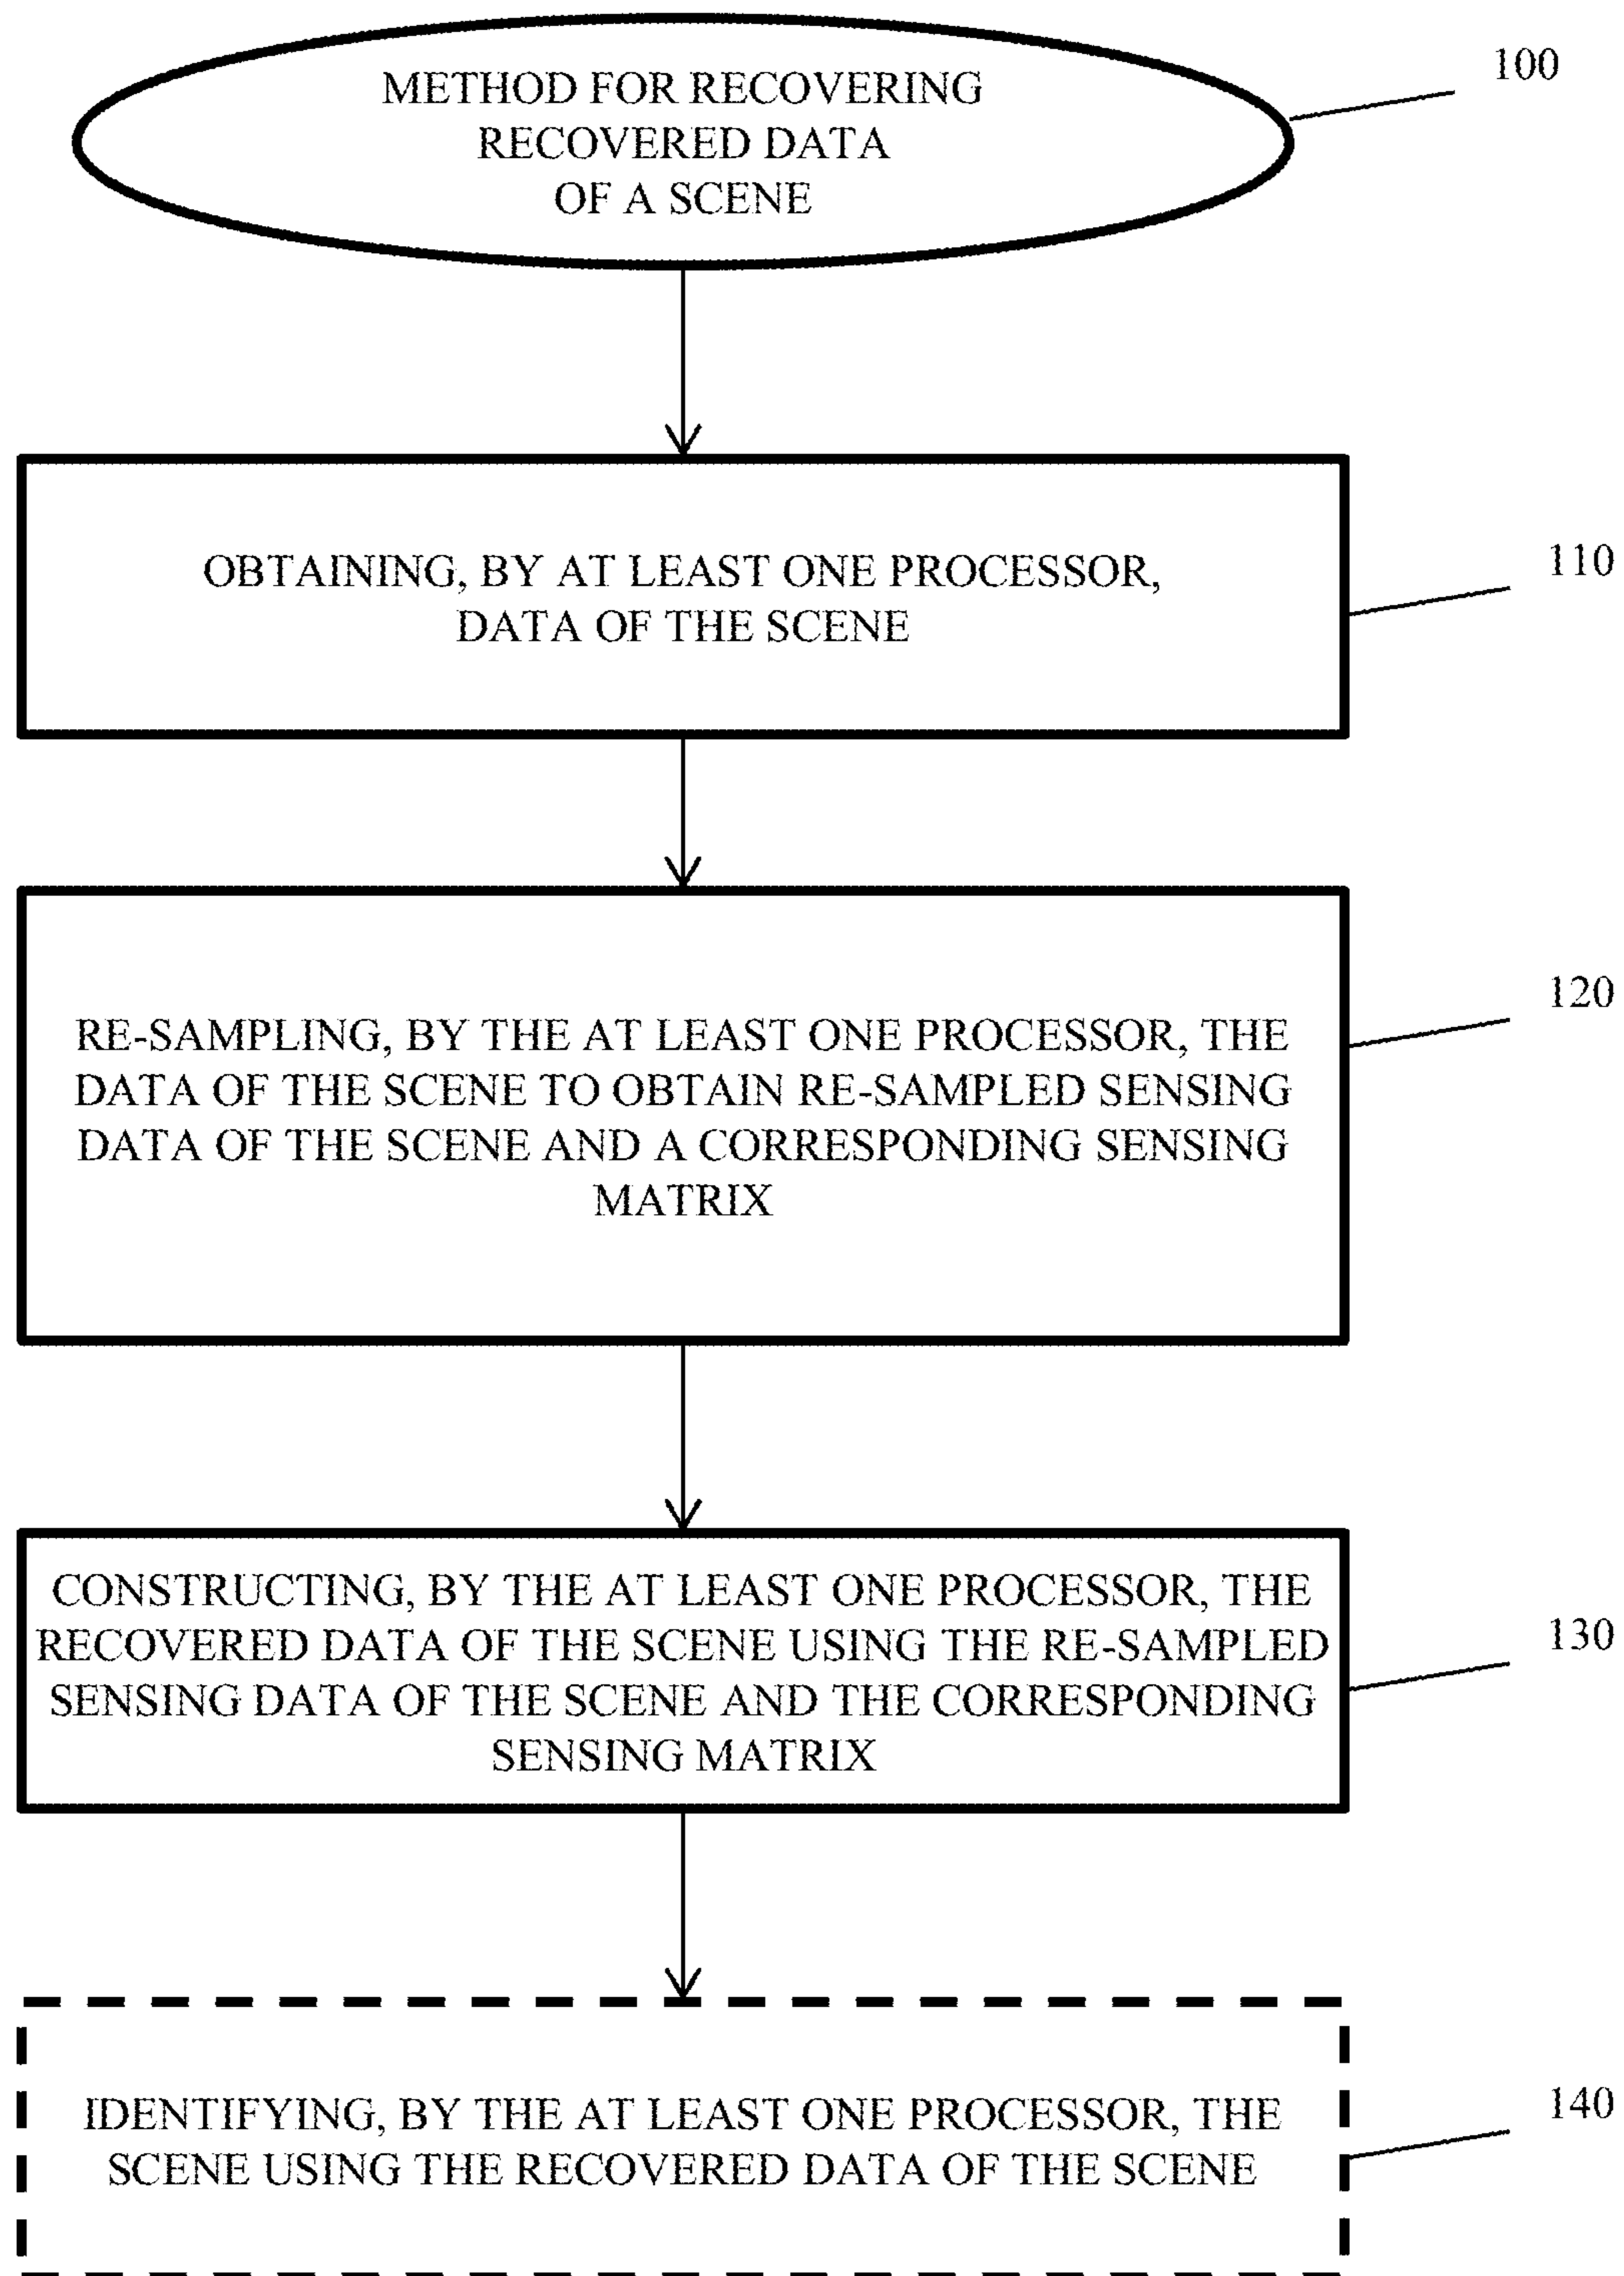 METHOD FOR RECOVERING
RECOVERED DATA
OF A SCENE
100
OBTAINING, BY AT LEAST ONE PROCESSOR,
DATA OF THE SCENE
110
RE-SAMPLING, BY THE AT LEAST ONE PROCESSOR, THE
DATA OF THE SCENE TO OBTAIN RE-SAMPLED SENSING
DATA OF THE SCENE AND A CORRESPONDING SENSING
MATRIX
120
CONSTRUCTING, BY THE AT LEAST ONE PROCESSOR, THE
RECOVERED DATA OF THE SCENE USING THE RE-SAMPLED
SENSING DATA OF THE SCENE AND THE CORRESPONDING
SENSING MATRIX
130
IDENTIFYING, BY THE AT LEAST ONE PROCESSOR, THE
SCENE USING THE RECOVERED DATA OF THE SCENE
140